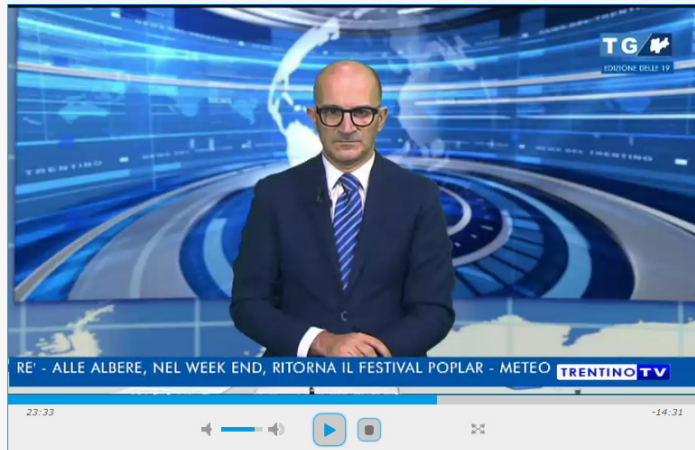 TG
EDIZIONE DELLE 19
NEWS
TRENTINO
RE' - ALLE ALBERE, NEL WEEK END, RITORNA IL FESTIVAL POPLAR - METEO
TRENTINO TV
23:33
-14:31